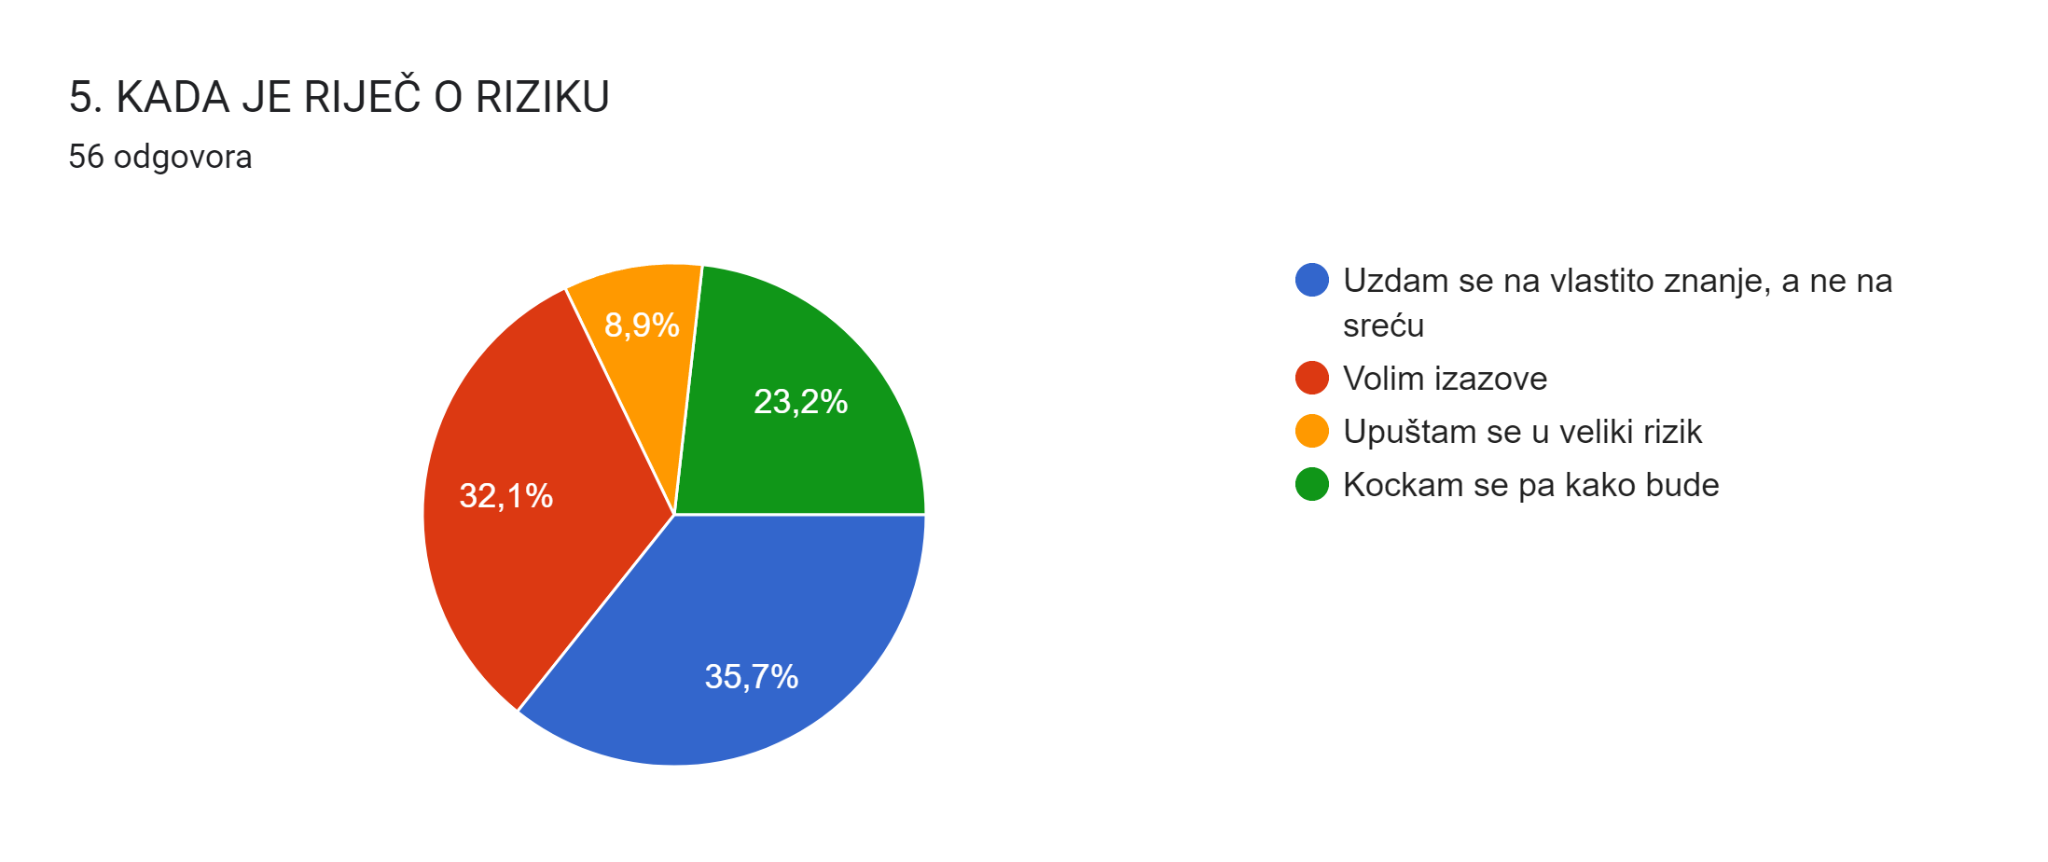 5. KADA JE RIJEČ O RIZIKU
56 odgovora
8,9%
23,2%
32,1%
35,7%
Uzdam se na vlastito znanje, a ne na
sreću
Volim izazove
Upuštam se u veliki rizik
Kockam se pa kako bude